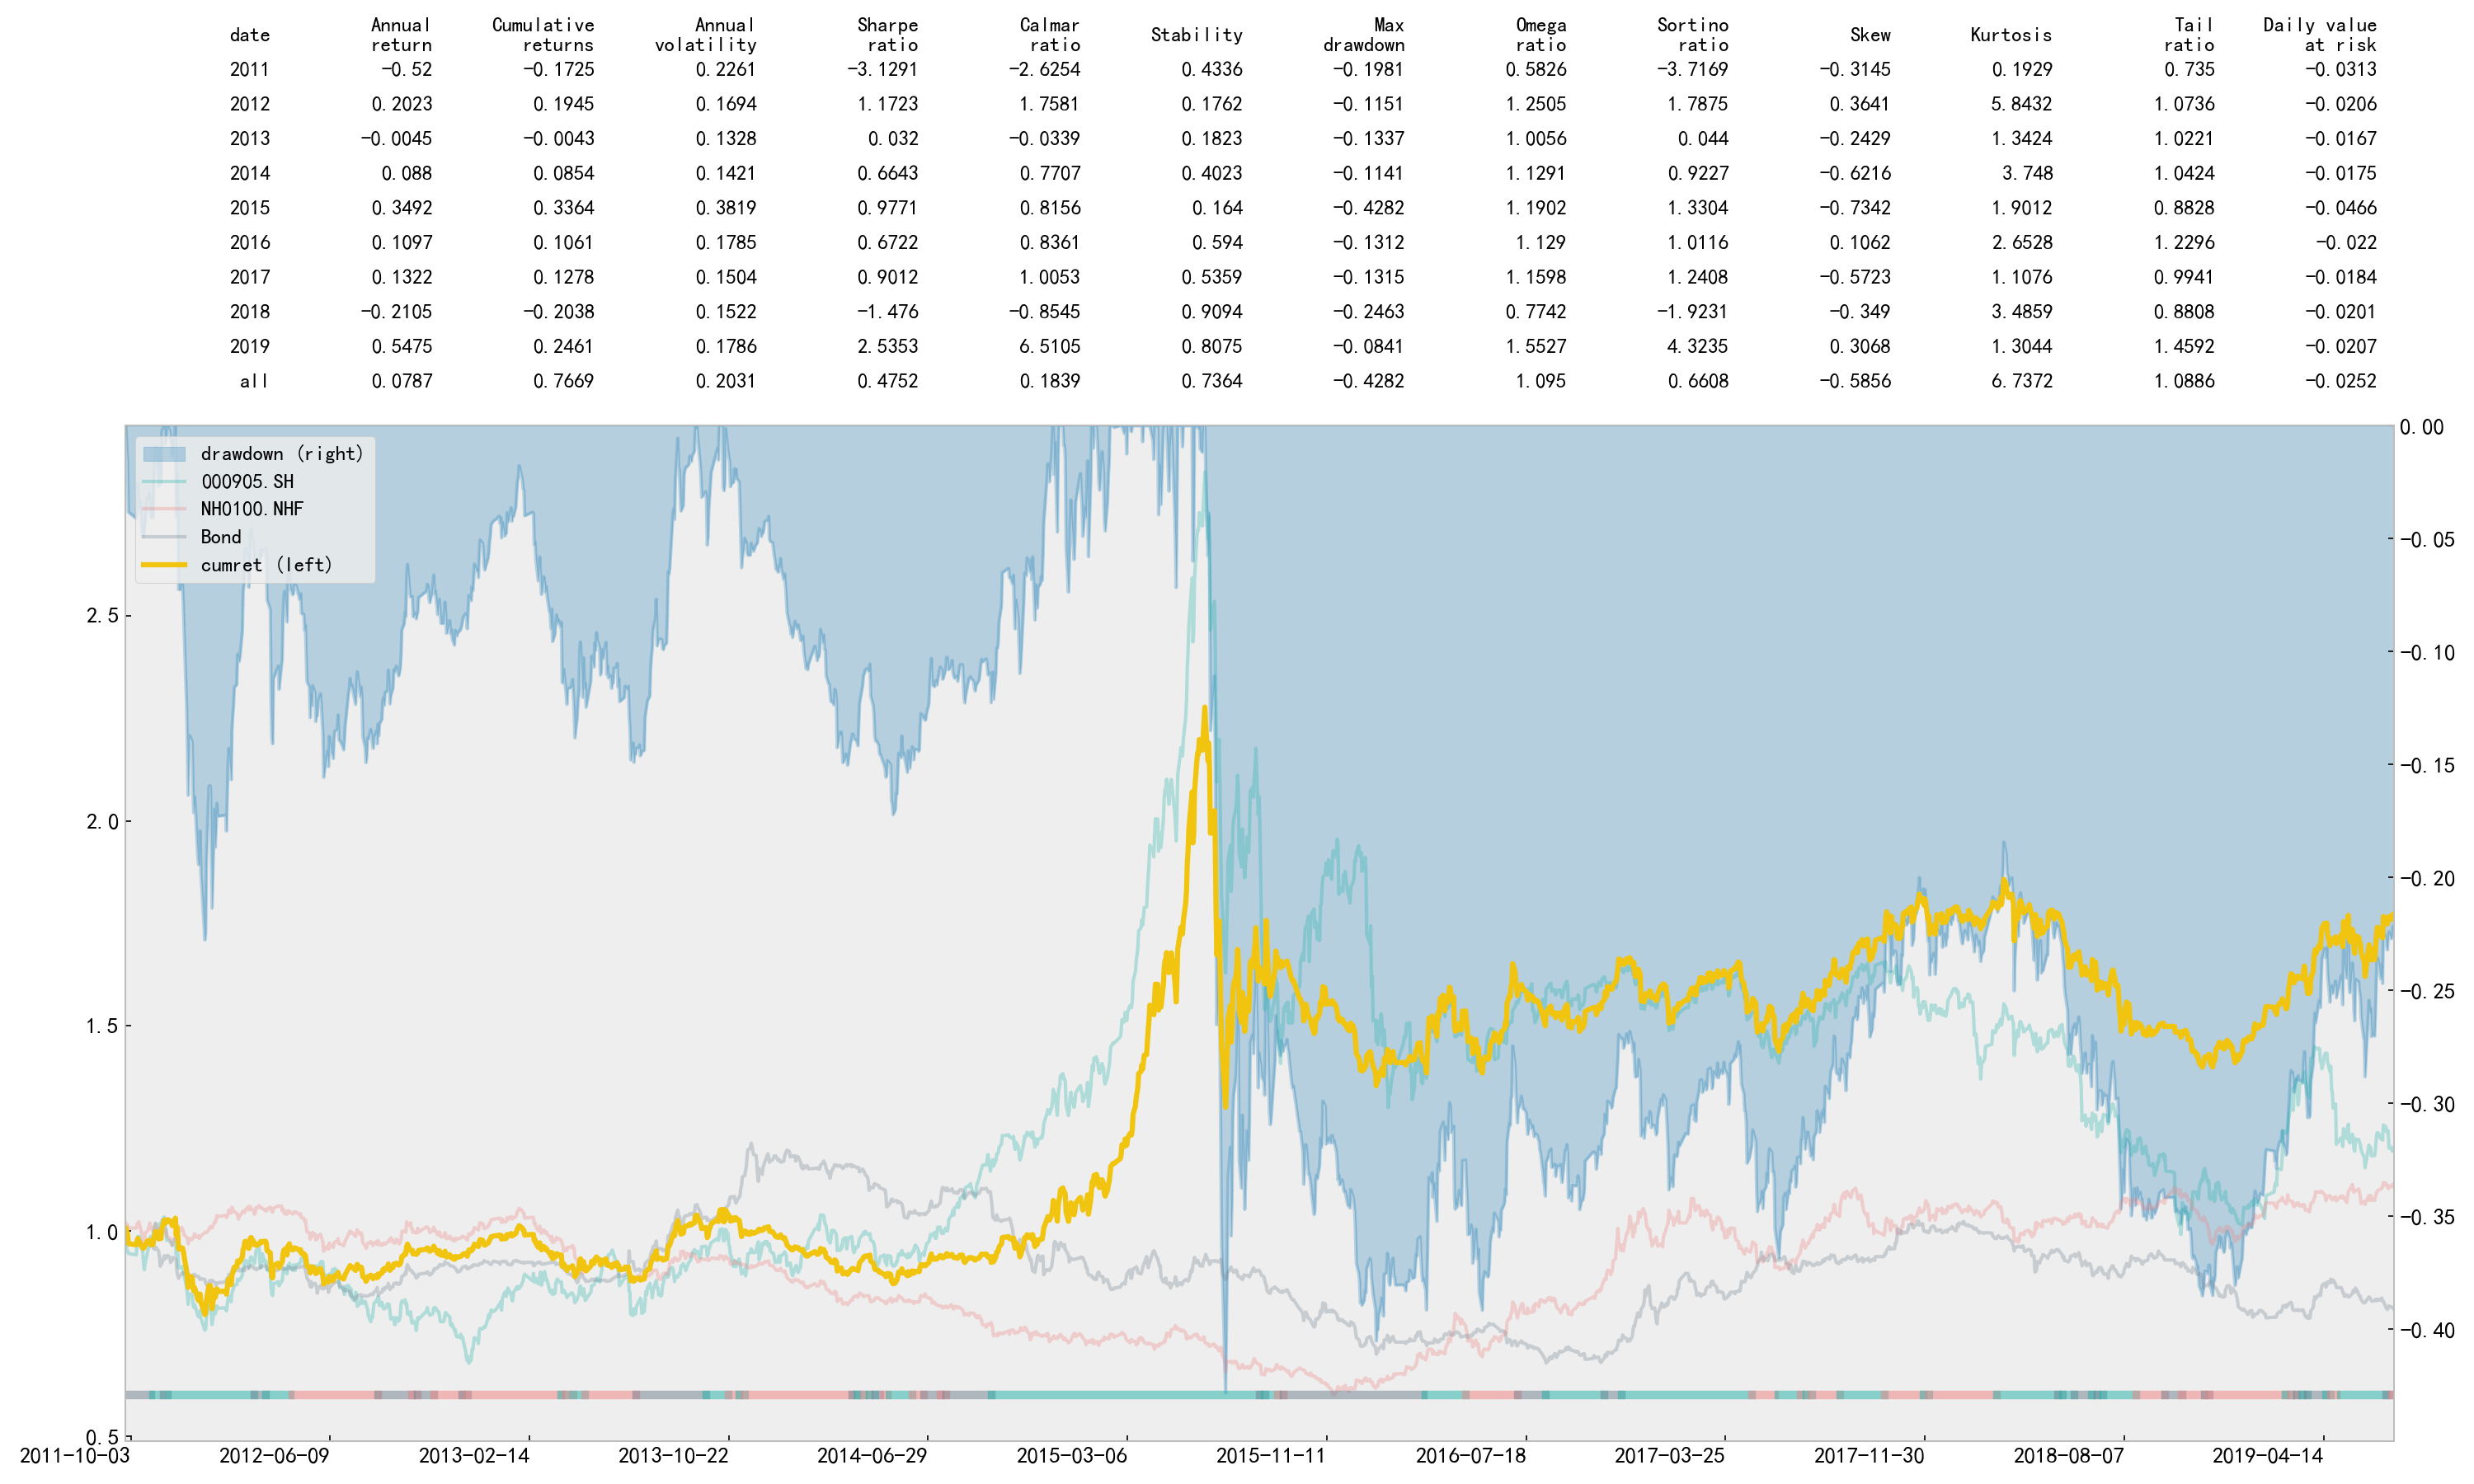 date Annual return Cumulative returns Annual volatility Sharpe ratio Calmar ratio Stability Max drawdown Omega ratio Sortino ratio Skew Kurtosis Tail ratio Daily value at risk
2011 -0.52 -0.1725 0.2261 -3.1291 -2.6254 0.4336 -0.1981 0.5826 -3.7169 -0.3145 0.1929 0.735 -0.0313
2012 0.2023 0.1945 0.1694 1.1723 1.7581 0.1762 -0.1151 1.2505 1.7875 0.3641 5.8432 1.0736 -0.0206
2013 -0.0045 -0.0043 0.1328 0.032 -0.0339 0.1823 -0.1337 1.0056 0.044 -0.2429 1.3424 1.0221 -0.0167
2014 0.088 0.0854 0.1421 0.6643 0.7707 0.4023 -0.1141 1.1291 0.9227 -0.6216 3.748 1.0424 -0.0175
2015 0.3492 0.3364 0.3819 0.9771 0.8156 0.164 -0.4282 1.1902 1.3304 -0.7342 1.9012 0.8828 -0.0466
2016 0.1097 0.1061 0.1785 0.6722 0.8361 0.594 -0.1312 1.129 1.0116 0.1062 2.6528 1.2296 -0.022
2017 0.1322 0.1278 0.1504 0.9012 1.0053 0.5359 -0.1315 1.1598 1.2408 -0.5723 1.1076 0.9941 -0.0184
2018 -0.2105 -0.2038 0.1522 -1.476 -0.8545 0.9094 -0.2463 0.7742 -1.9231 -0.349 3.4859 0.8808 -0.0201
2019 0.5475 0.2461 0.1786 2.5353 6.5105 0.8075 -0.0841 1.5527 4.3235 0.3068 1.3044 1.4592 -0.0207
all 0.0787 0.7669 0.2031 0.4752 0.1839 0.7364 -0.4282 1.095 0.6608 -0.5856 6.7372 1.0886 -0.0252
drawdown (right)
000905.SH
NH0100.NHF
Bond
cumret (left)
2.5
2.0
1.5
1.0
0.5
0.00
-0.05
-0.10
-0.15
-0.20
-0.25
-0.30
-0.35
-0.40
2011-10-03 2012-06-09 2013-02-14 2013-10-22 2014-06-29 2015-03-06 2015-11-11 2016-07-18 2017-03-25 2017-11-30 2018-08-07 2019-04-14